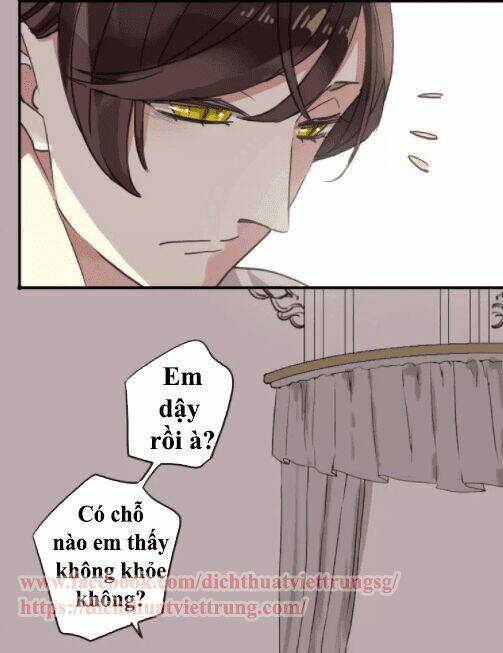 Em
dậy
rồi à?
Có chỗ
nào em thấy
không khỏe
không?
www.facebook.com/dichthuatviettrungsg/
https://dichthuatviettrung.com/